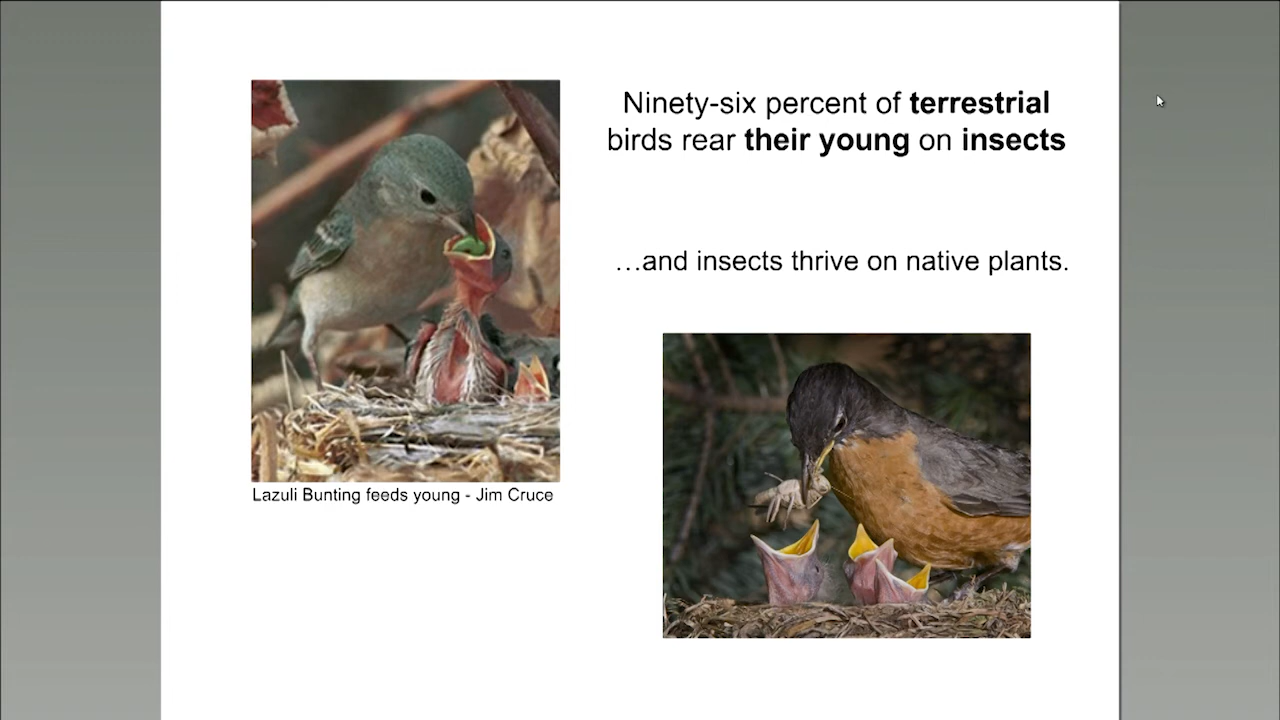 Ninety-six percent of terrestrial
birds rear their young on insects
…and insects thrive on native plants.
Lazuli Bunting feeds young - Jim Cruce